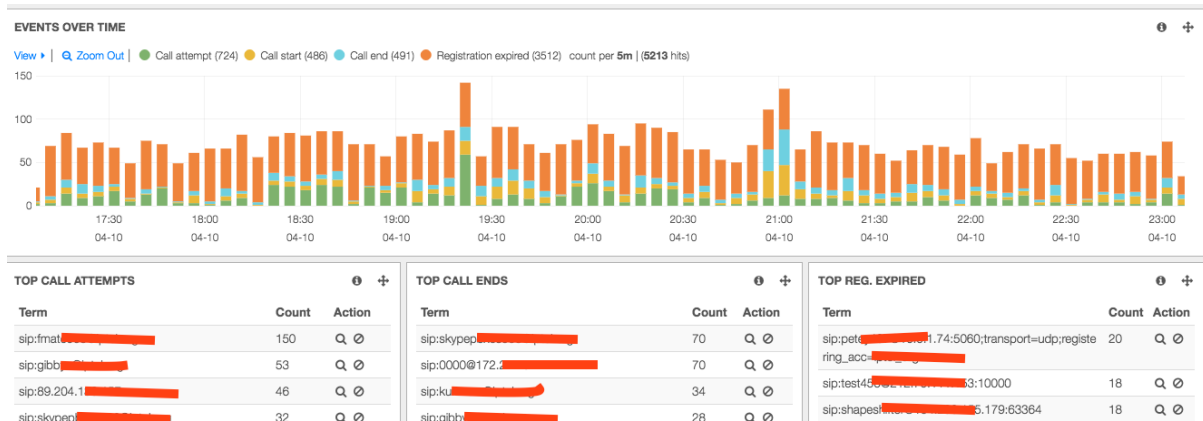 EVENTS OVER TIME
View | Zoom Out | Call attempt (724) Call start (486) Call end (491) Registration expired (3512) count per 5m | (5213 hits)
150
100
50
0
17:30 18:00 18:30 19:00 19:30 20:00 20:30 21:00 21:30 22:00 22:30 23:00
04-10 04-10 04-10 04-10 04-10 04-10 04-10 04-10 04-10 04-10 04-10 04-10
TOP CALL ATTEMPTS
Term Count Action
sip:fmat 150
sip:gibb 53
sip:89.204.1 46
sip:skypep 32
TOP CALL ENDS
Term Count Action
sip:skypep 70
sip:0000@172.2 70
sip:ku 34
sip:gibb 28
TOP REG. EXPIRED
Term Count Action
sip:pete 1.74:5060;transport=udp;registe 20
ring_acc=
sip:test45 53:10000 18
sip:shapes 5.179:63364 18